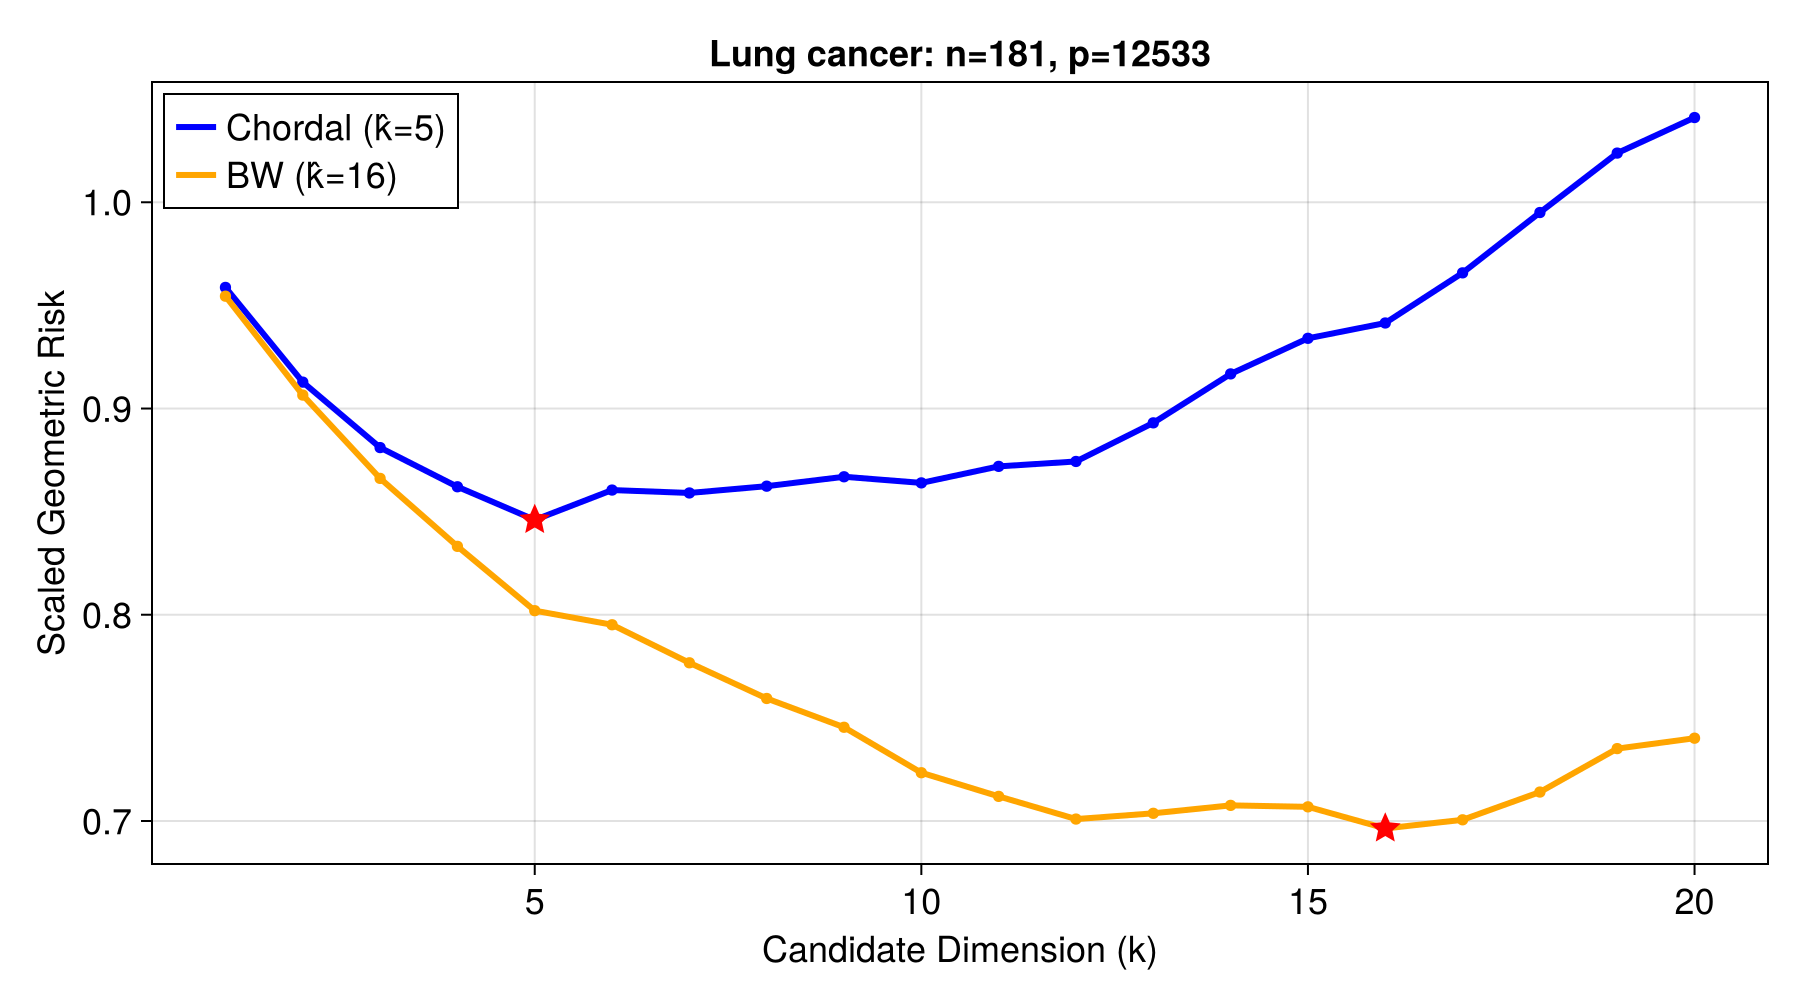 Lung cancer: n=181, p=12533
Chordal (k̂=5)
BW (k̂=16)
Scaled Geometric Risk
1.0
0.9
0.8
0.7
5 10 15 20
Candidate Dimension (k)